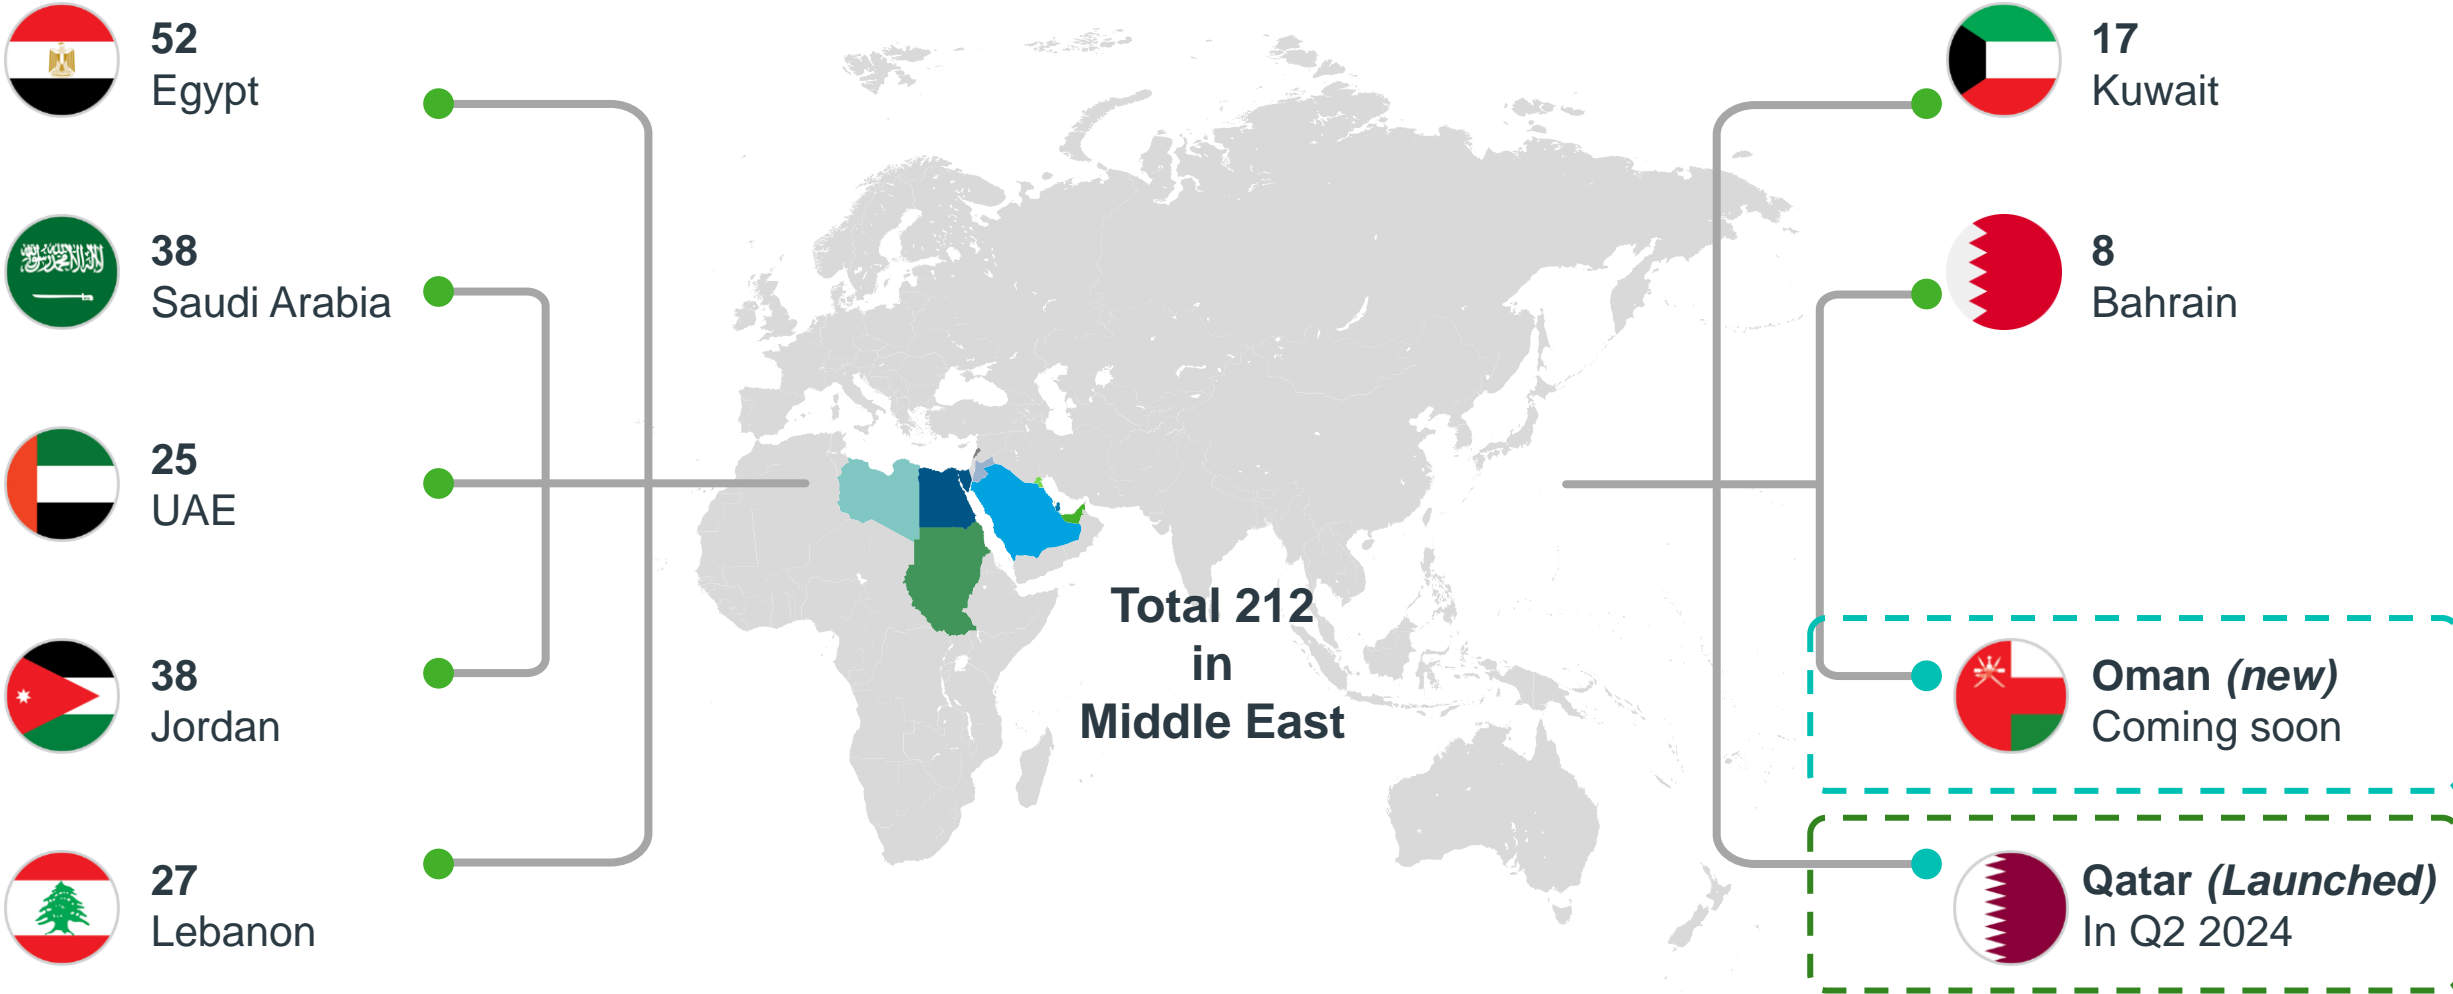 52
Egypt
38
Saudi Arabia
25
UAE
38
Jordan
27
Lebanon
Total 212
in
Middle East
17
Kuwait
8
Bahrain
Oman (new)
Coming soon
Qatar (Launched)
In Q2 2024